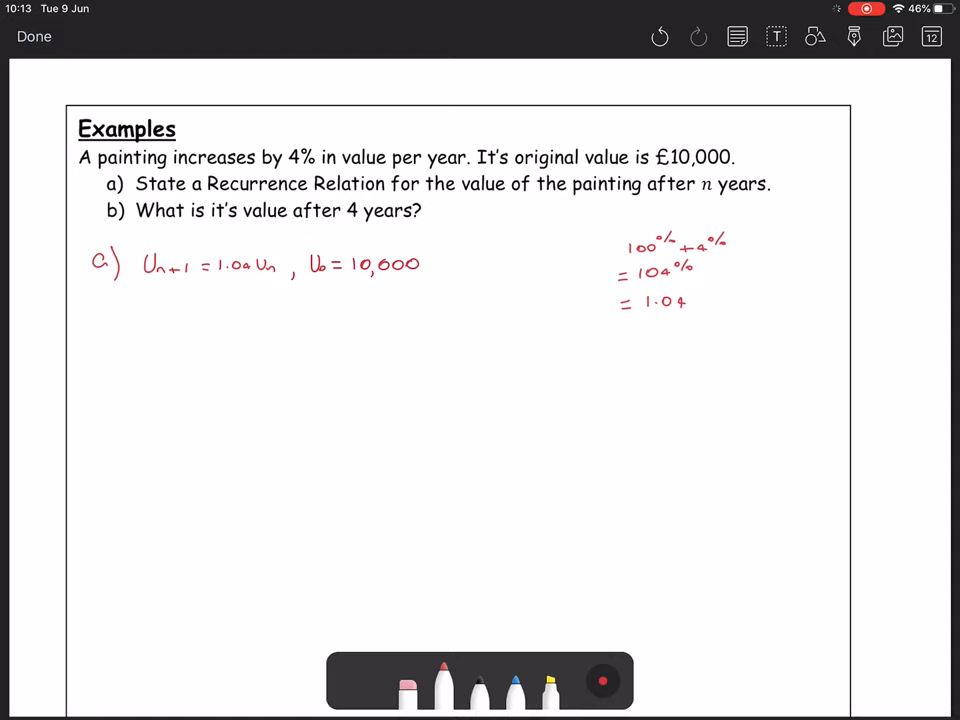 10:13 Tue 9 Jun 46%
Done T 12
Examples
A painting increases by 4% in value per year. It's original value is £10,000.
a) State a Recurrence Relation for the value of the painting after n years.
b) What is it's value after 4 years?
100% + 4%
a) Un+1 = 1.04 Un , U0 = 10,000
= 104%
= 1.04